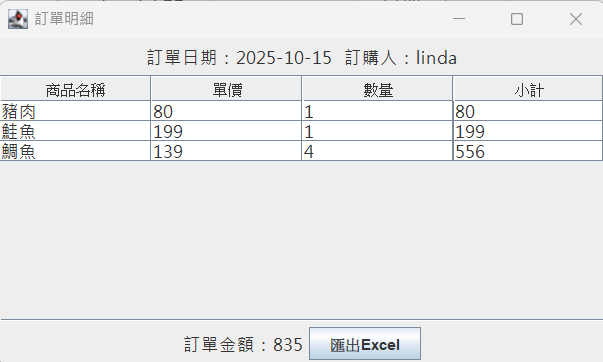 訂單明細
訂單日期：2025-10-15 訂購人：linda
商品名稱 單價 數量 小計
豬肉 80 1 80
鮭魚 199 1 199
鯛魚 139 4 556
訂單金額：835 匯出Excel